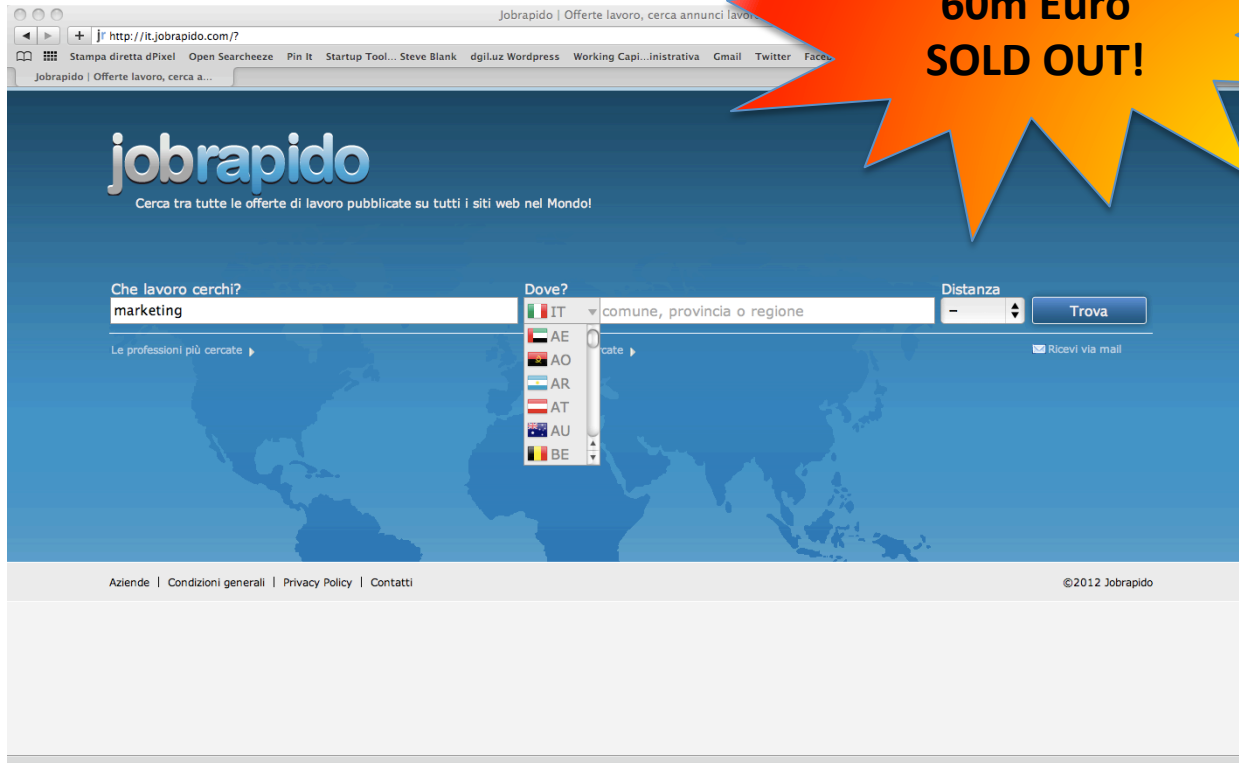 Jobrapido | Offerte lavoro, cerca annunci lavo
60m Euro
SOLD OUT!
jr http://it.jobrapido.com/?
Stampa diretta dPixel Open Searcheeze Pin It Startup Tool... Steve Blank dgil.uz Wordpress Working Capi...inistrativa Gmail Twitter
Jobrapido | Offerte lavoro, cerca a...
jobrapido
Cerca tra tutte le offerte di lavoro pubblicate su tutti i siti web nel Mondo!
Che lavoro cerchi? Dove? Distanza
marketing IT comune, provincia o regione – Trova
Le professioni più cercate cate Ricevi via mail
AE
AO
AR
AT
AU
BE
Aziende | Condizioni generali | Privacy Policy | Contatti ©2012 Jobrapido